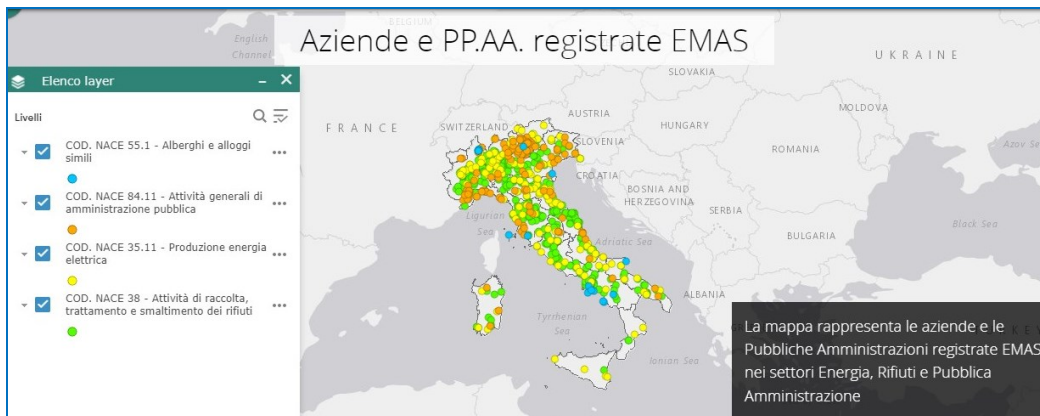 Aziende e PP.AA. registrate EMAS
Elenco layer
Livelli
COD. NACE 55.1 - Alberghi e alloggi
simili
COD. NACE 84.11 - Attività generali di
amministrazione pubblica
COD. NACE 35.11 - Produzione energia
elettrica
COD. NACE 38 - Attività di raccolta,
trattamento e smaltimento dei rifiuti
English
Channel
BELGIUM
UKRAINE
SLOVAKIA
FRANCE
SWITZERLAND
AUSTRIA
HUNGARY
MOLDOVA
SLOVENIA
ROMANIA
CROATIA
BOSNIA AND
HERZEGOVINA
SERBIA
Ligurian
Sea
Adriatic Sea
BULGARIA
Black Sea
ALBANIA
Tyrrhenian
Sea
Ionian Sea
La mappa rappresenta le aziende e le
Pubbliche Amministrazioni registrate EMAS
nei settori Energia, Rifiuti e Pubblica
Amministrazione